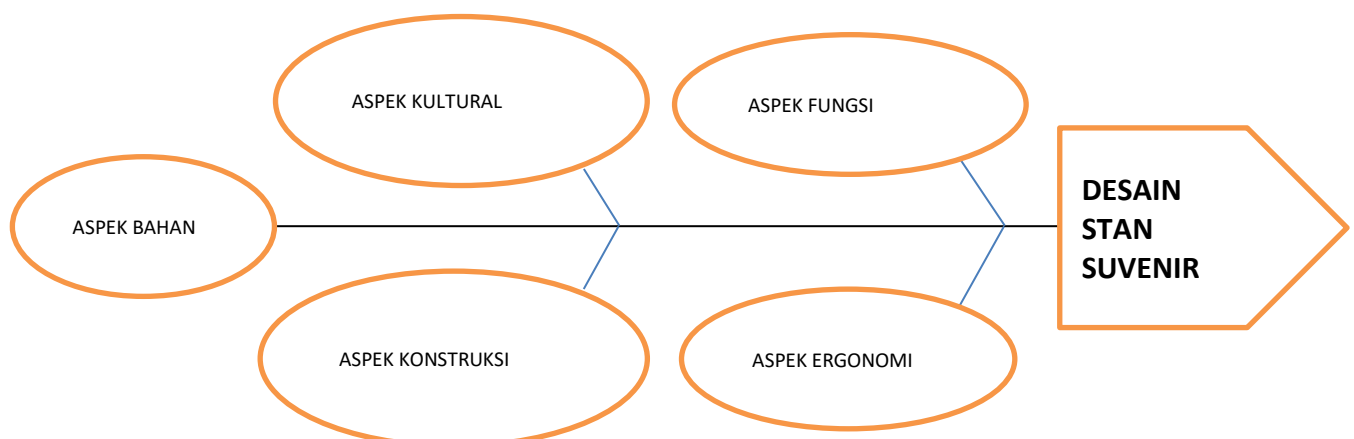 ASPEK KULTURAL
ASPEK FUNGSI
ASPEK BAHAN
DESAIN
STAN
SUVENIR
ASPEK KONSTRUKSI
ASPEK ERGONOMI